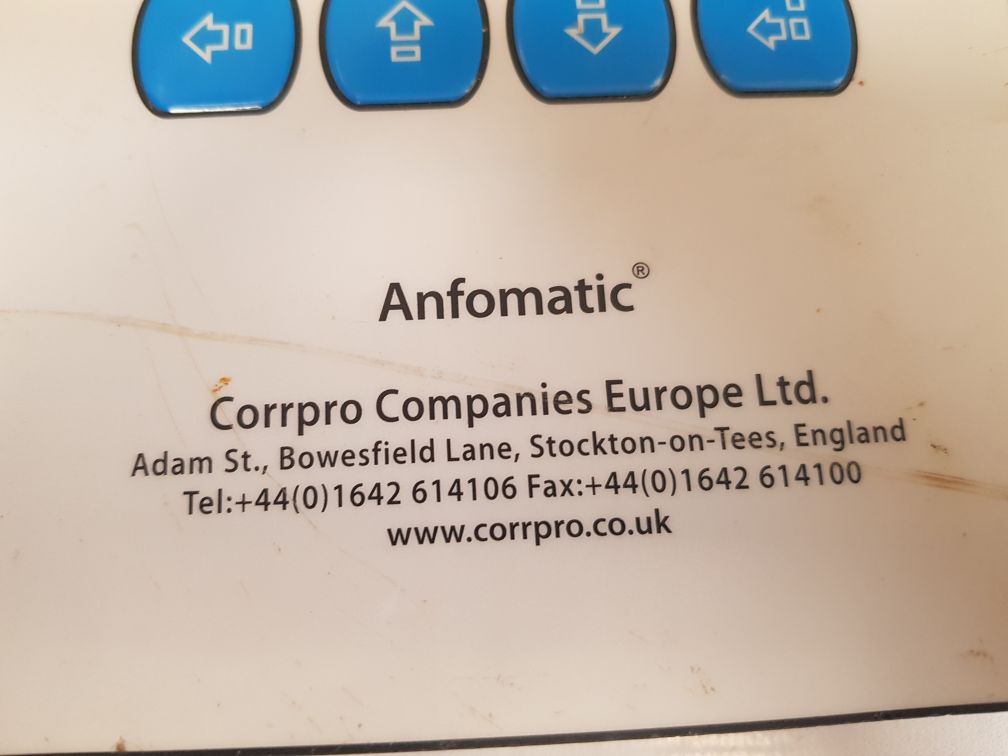 Anfomatic®
Corrpro Companies Europe Ltd.
Adam St., Bowesfield Lane, Stockton-on-Tees, England
Tel:+44(0)1642 614106 Fax:+44(0)1642 614100
www.corrpro.co.uk